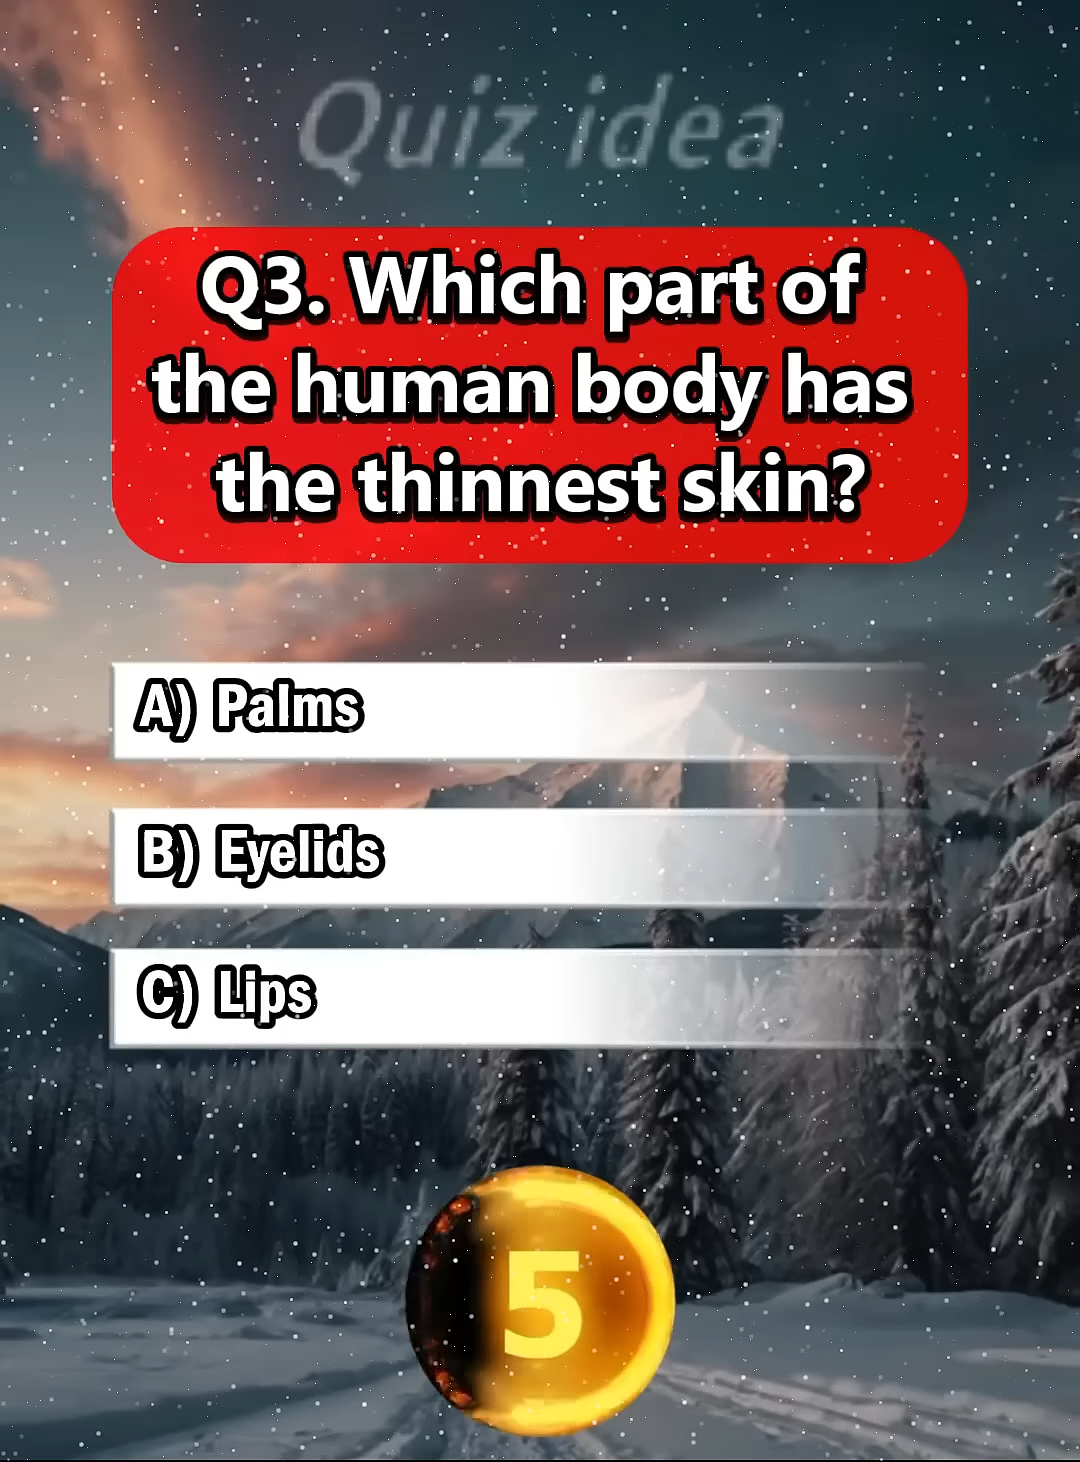 Quiz idea
Q3. Which part of
the human body has
the thinnest skin?
A) Palms
B) Eyelids
C) Lips
5